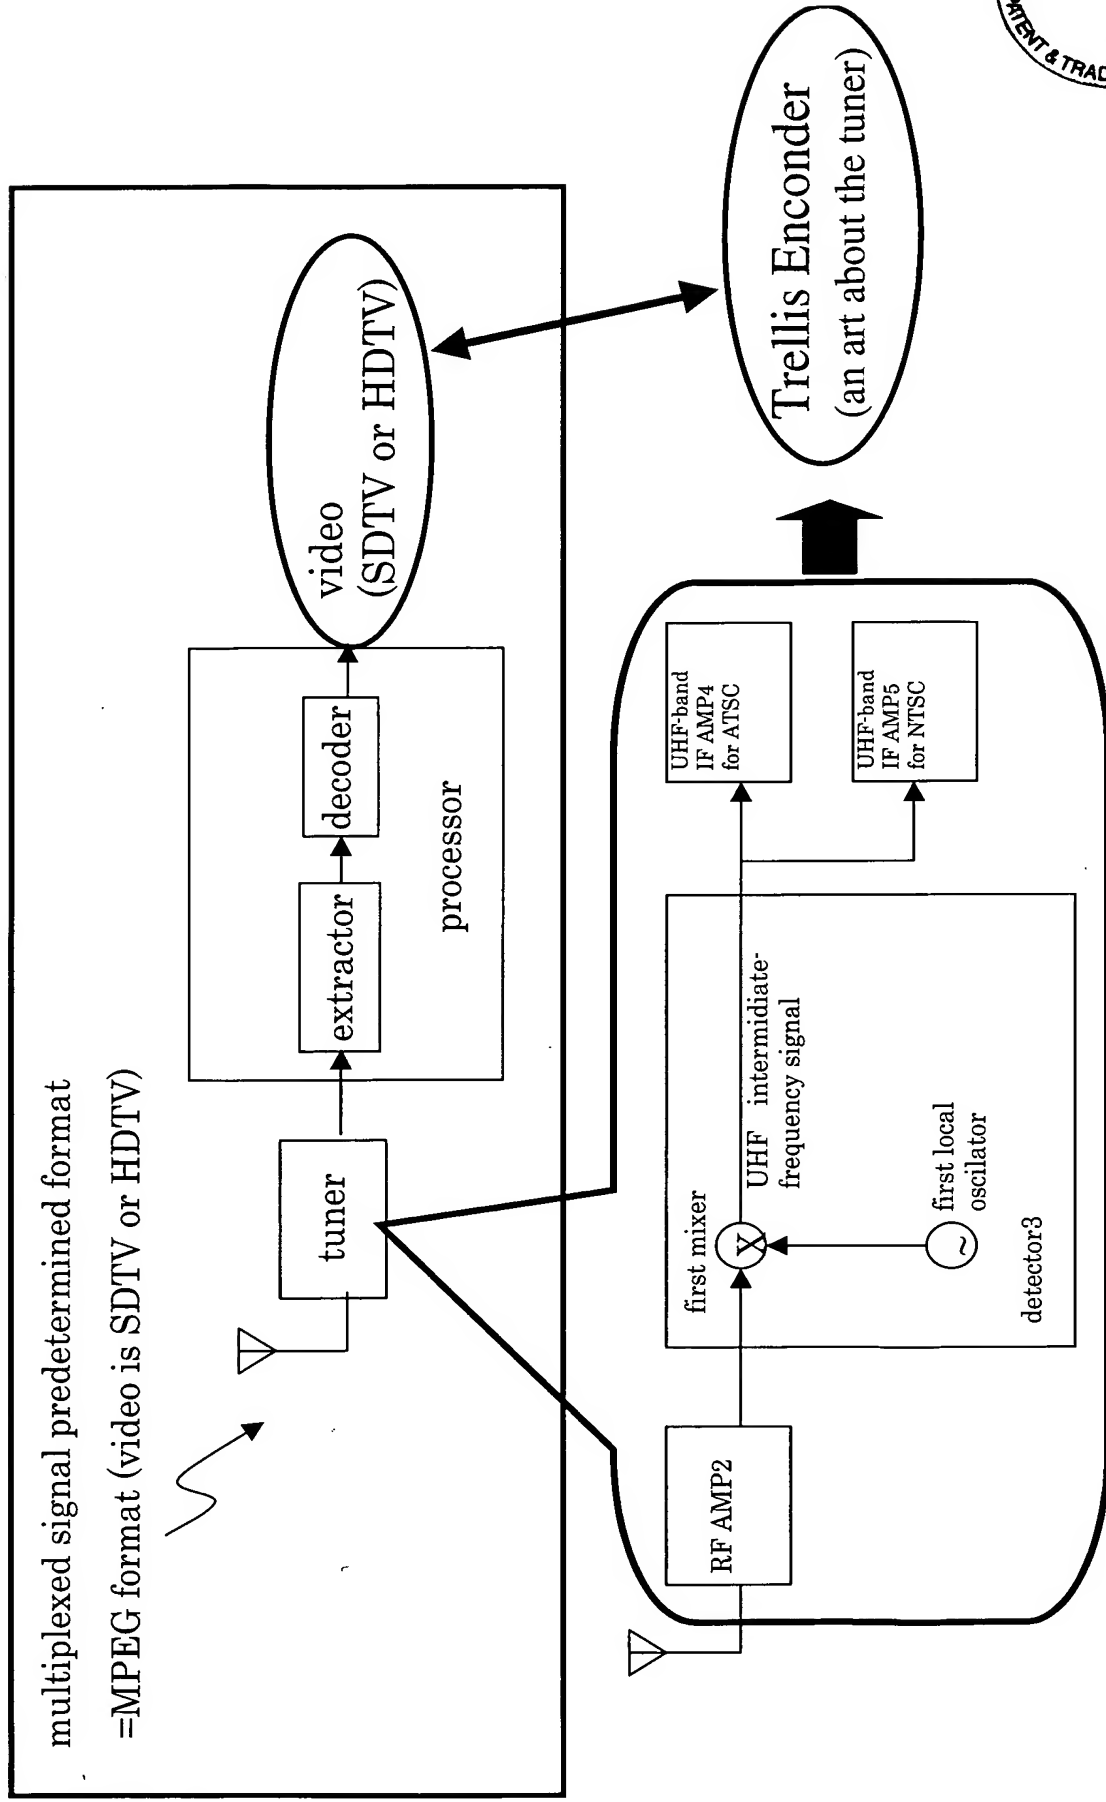 multiplexed signal predetermined format
=MPEG format (video is SDTV or HDTV)
tuner
extractor
decoder
processor
video
(SDTV or HDTV)
RF AMP2
first mixer
X
UHF intermidiate-
frequency signal
~
first local
oscilator
detector3
UHF-band
IF AMP4
for ATSC
UHF-band
IF AMP5
for NTSC
Trellis Enconder
(an art about the tuner)
PATENT & TRAD